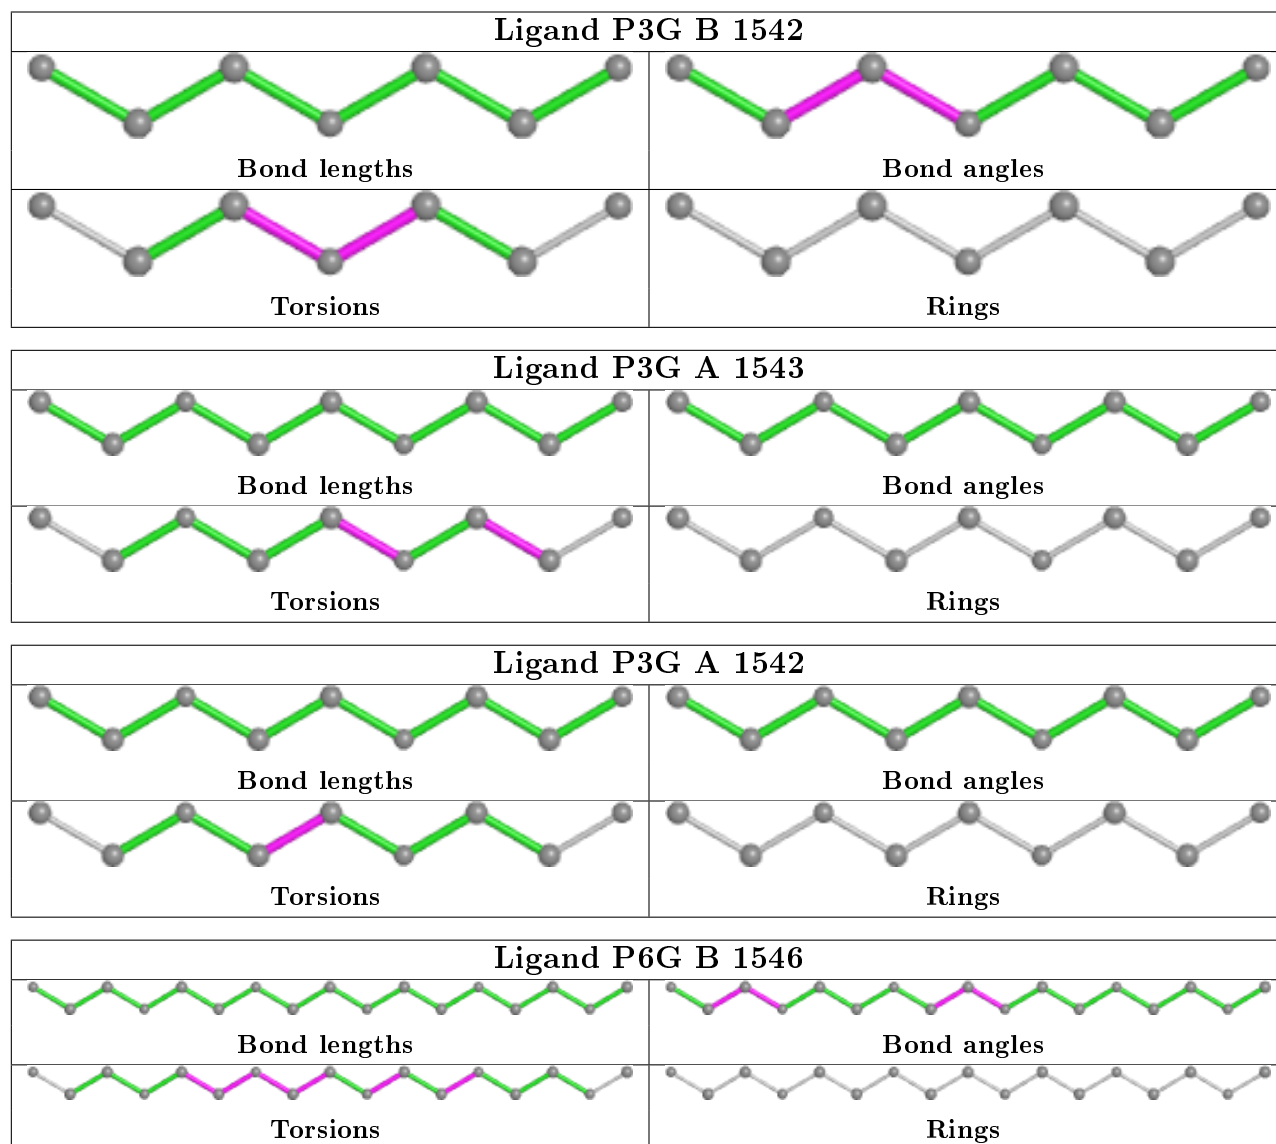 Ligand P3G B 1542
Bond lengths Bond angles
Torsions Rings
Ligand P3G A 1543
Bond lengths Bond angles
Torsions Rings
Ligand P3G A 1542
Bond lengths Bond angles
Torsions Rings
Ligand P6G B 1546
Bond lengths Bond angles
Torsions Rings